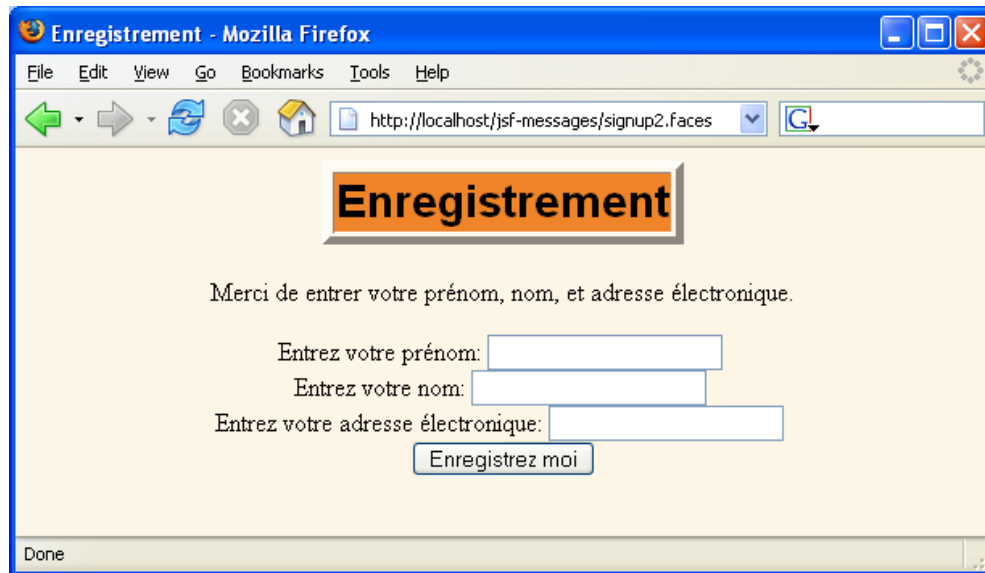 Enregistrement - Mozilla Firefox
File Edit View Go Bookmarks Tools Help
http://localhost/jsf-messages/signup2.faces G
Enregistrement
Merci de entrer votre prénom, nom, et adresse électronique.
Entrez votre prénom:
Entrez votre nom:
Entrez votre adresse électronique:
Enregistrez moi
Done